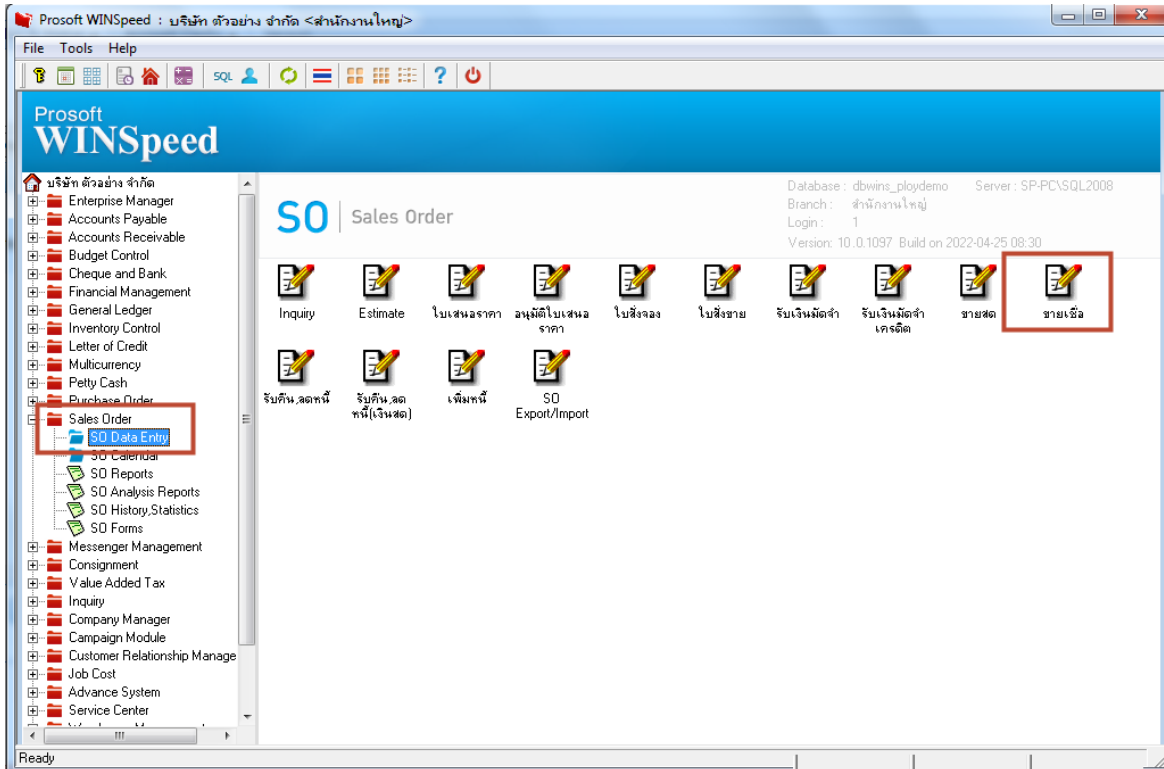 Prosoft WINSpeed : บริษัท ตัวอย่าง จำกัด <สำนักงานใหญ่>
File Tools Help
SQL
Prosoft
WINSpeed
บริษัท ตัวอย่าง จำกัด
Enterprise Manager
Accounts Payable
Accounts Receivable
Budget Control
Cheque and Bank
Financial Management
General Ledger
Inventory Control
Letter of Credit
Multicurrency
Petty Cash
Purchase Order
Sales Order
SO Data Entry
SO Calendar
SO Reports
SO Analysis Reports
SO History,Statistics
SO Forms
Messenger Management
Consignment
Value Added Tax
Inquiry
Company Manager
Campaign Module
Customer Relationship Manage
Job Cost
Advance System
Service Center
SO Sales Order
Database : dbwins_ploydemo Server : SP-PC\SQL2008
Branch : สำนักงานใหญ่
Login : 1
Version: 10.0.1097 Build on 2022-04-25 08:30
Inquiry
Estimate
ใบเสนอราคา
อนุมัติใบเสนอ
ราคา
ใบสั่งจอง
ใบสั่งขาย
รับเงินมัดจำ
รับเงินมัดจำ
เครดิต
ขายสด
ขายเชื่อ
รับคืน,ลดหนี้
รับคืน,ลด
หนี้(เงินสด)
เพิ่มหนี้
SO
Export/Import
Ready